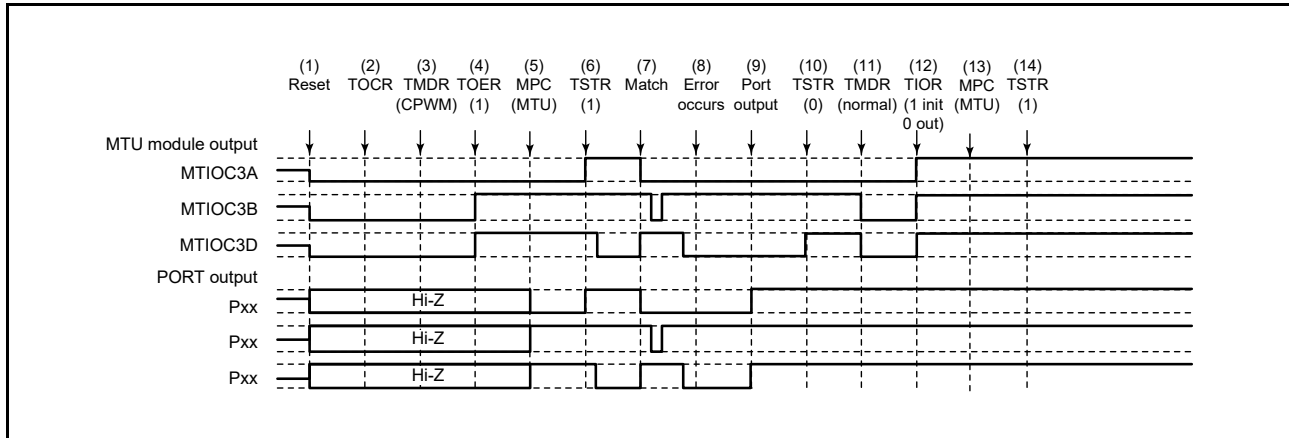 (1) (2) (3) (4) (5) (6) (7) (8) (9) (10) (11) (12) (13) (14)
Reset TOCR TMDR TOER MPC TSTR Match Error Port TSTR TMDR TIOR MPC TSTR
(CPWM) (1) (MTU) (1) occurs output (0) (normal) (1 init (MTU) (1)
0 out)
MTU module output
MTIOC3A
MTIOC3B
MTIOC3D
PORT output
Pxx Hi-Z
Pxx Hi-Z
Pxx Hi-Z